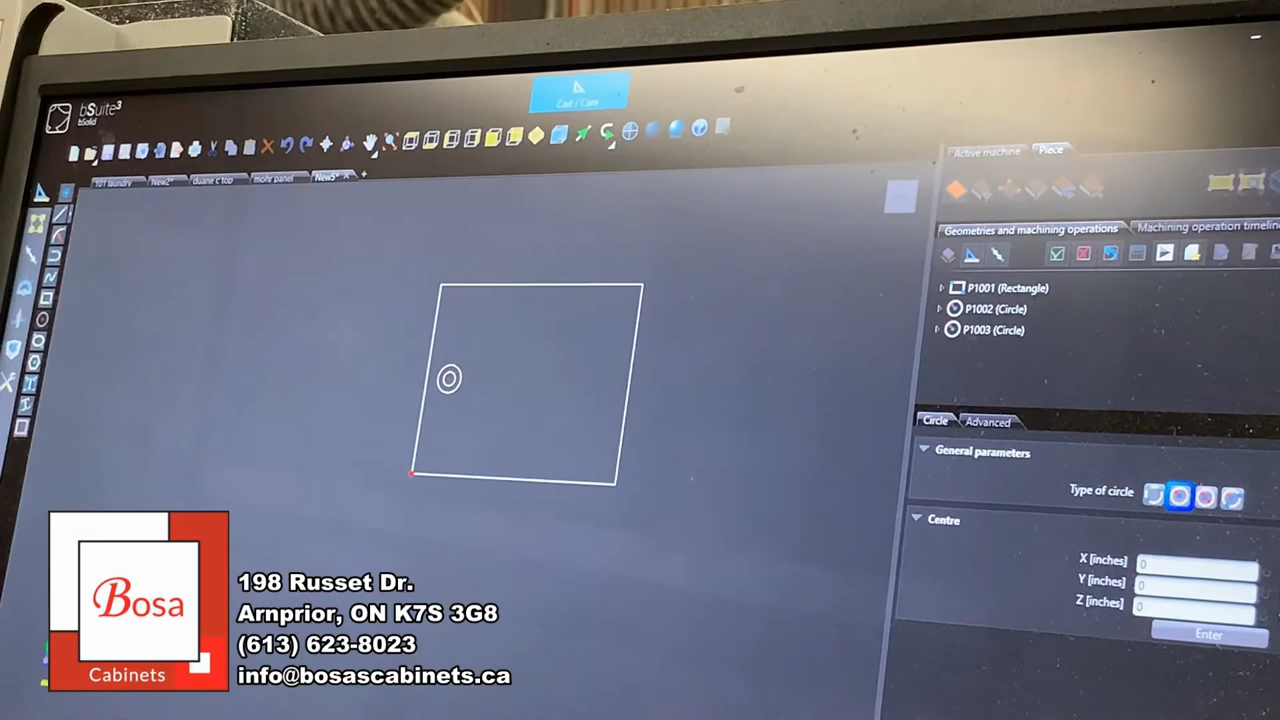 bSuite³
bSolid
Cad / Cam
101 laundry
New2*
duane c top
mohr panel
New5*
Active machine
Piece
Geometries and machining operations
Machining operation timeline
P1001 (Rectangle)
P1002 (Circle)
P1003 (Circle)
Circle
Advanced
General parameters
Type of circle
Centre
X [inches]
0
Y [inches]
0
Z [inches]
0
Enter
Bosa
Cabinets
198 Russet Dr.
Arnprior, ON K7S 3G8
(613) 623-8023
info@bosascabinets.ca